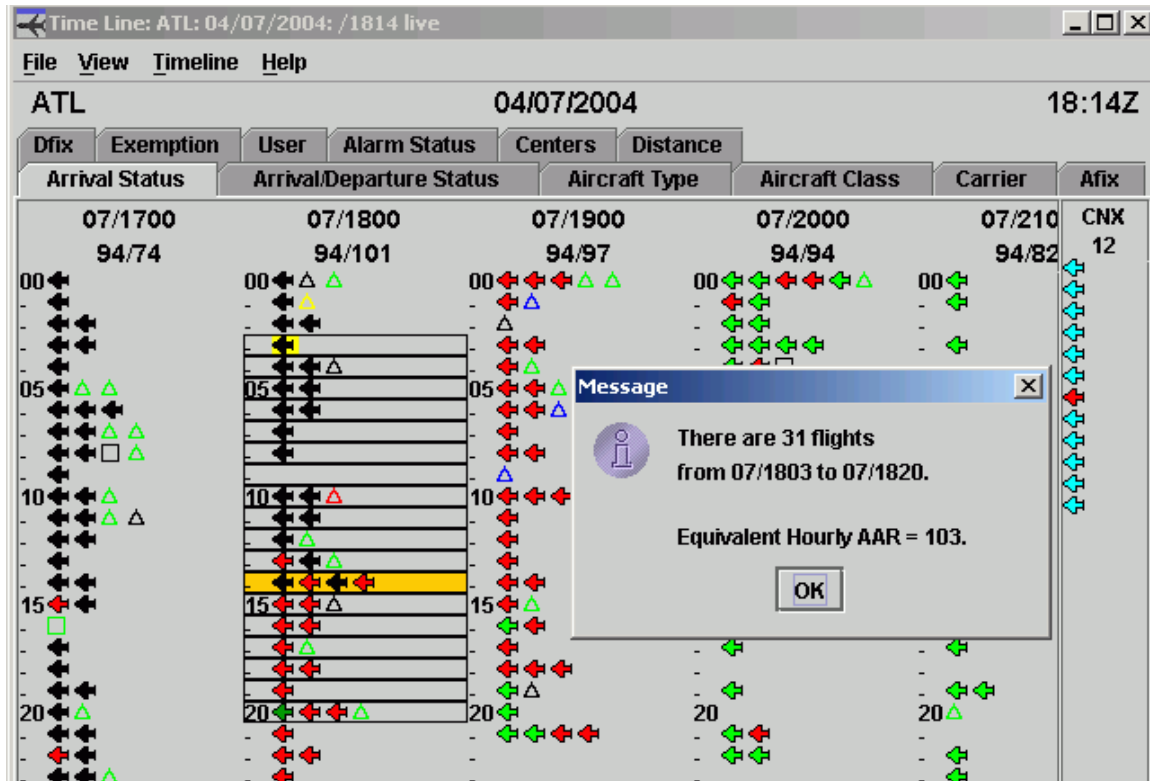 Time Line: ATL: 04/07/2004: /1814 live
File View Timeline Help
ATL 04/07/2004 18:14Z
Dfix Exemption User Alarm Status Centers Distance
Arrival Status Arrival/Departure Status Aircraft Type Aircraft Class Carrier Afix
07/1700 07/1800 07/1900 07/2000 07/210 CNX
94/74 94/101 94/97 94/94 94/82 12
00 00 00 00 00
05 05 05
Message
There are 31 flights
from 07/1803 to 07/1820.
10 10 10
Equivalent Hourly AAR = 103.
OK
15 15 15
20 20 20 20 20